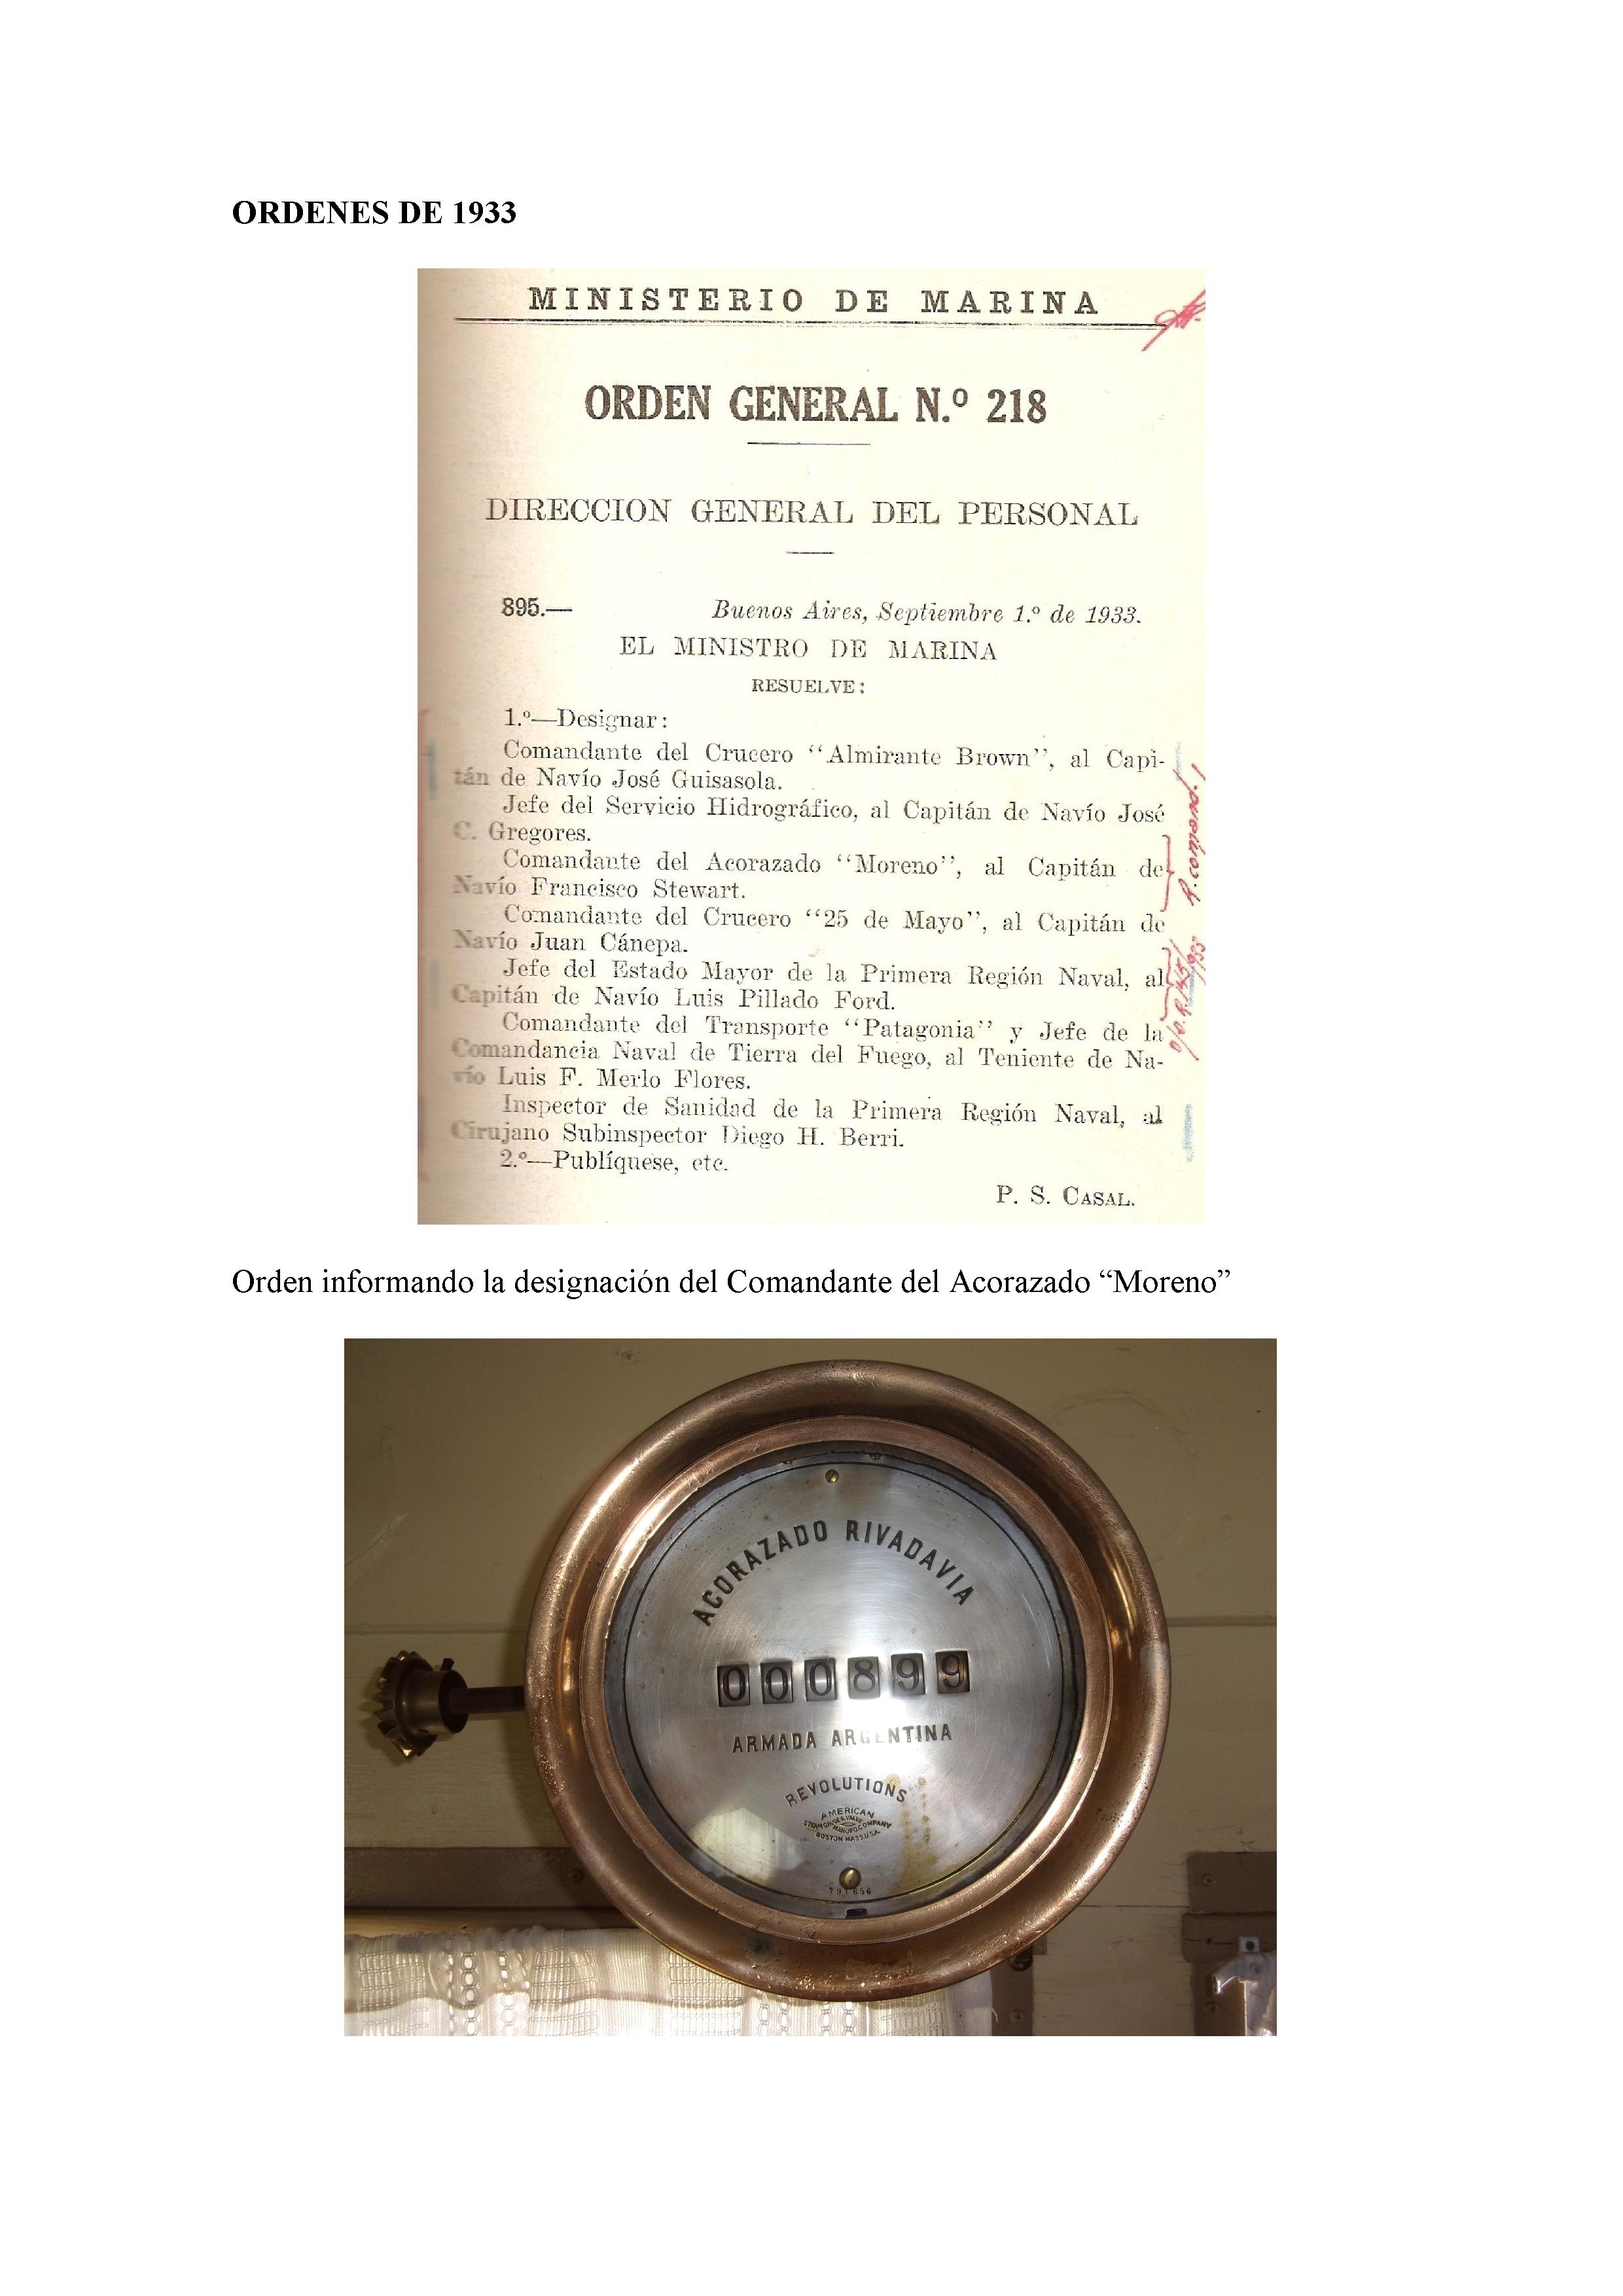 ORDENES DE 1933
MINISTERIO DE MARINA
ORDEN GENERAL N.º 218
DIRECCION GENERAL DEL PERSONAL
895.— Buenos Aires, Septiembre 1.º de 1933.
EL MINISTRO DE MARINA
RESUELVE:
1.º—Designar:
Comandante del Crucero “Almirante Brown”, al Capi-
tán de Navío José Guisasola.
Jefe del Servicio Hidrográfico, al Capitán de Navío José
C. Gregores.
Comandante del Acorazado “Moreno”, al Capitán de
Navío Francisco Stewart.
Comandante del Crucero “25 de Mayo”, al Capitán de
Navío Juan Cánepa.
Jefe del Estado Mayor de la Primera Región Naval, al
Capitán de Navío Luis Pillado Ford.
Comandante del Transporte “Patagonia” y Jefe de la
Comandancia Naval de Tierra del Fuego, al Teniente de Na-
vío Luis F. Merlo Flores.
Inspector de Sanidad de la Primera Región Naval, al
Cirujano Subinspector Diego H. Berri.
2.º—Publíquese, etc.
P. S. CASAL.
Orden informando la designación del Comandante del Acorazado “Moreno”
ACORAZADO RIVADAVIA
000899
ARMADA ARGENTINA
REVOLUTIONS
AMERICAN
BOSTON MASS.U.S.A.